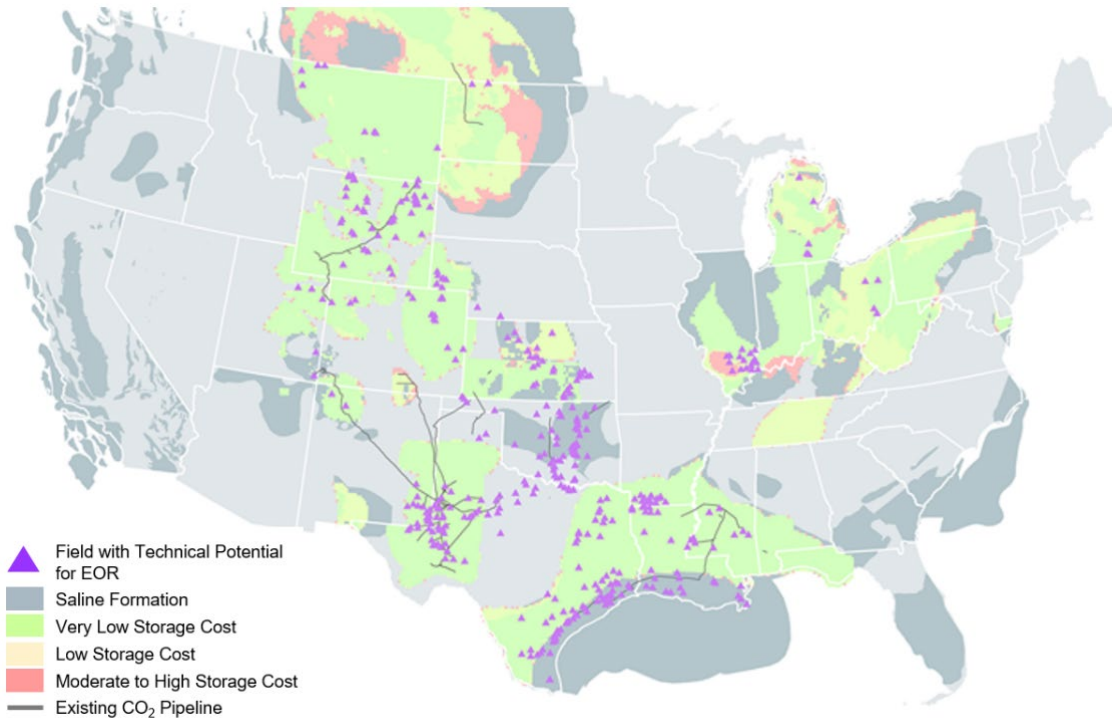 Field with Technical Potential
for EOR
Saline Formation
Very Low Storage Cost
Low Storage Cost
Moderate to High Storage Cost
Existing CO₂ Pipeline